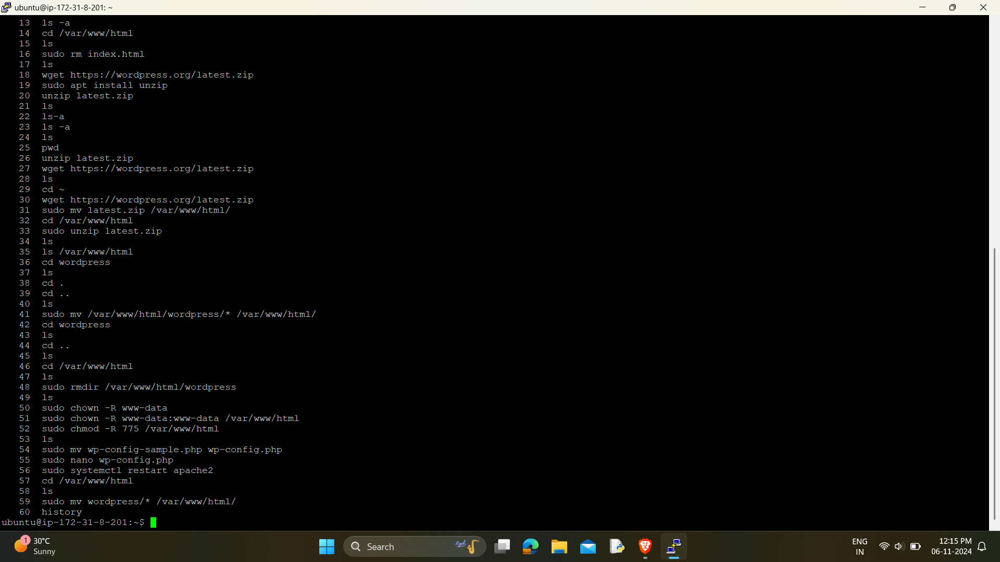 ubuntu@ip-172-31-8-201: ~
13 ls -a
14 cd /var/www/html
15 ls
16 sudo rm index.html
17 ls
18 wget https://wordpress.org/latest.zip
19 sudo apt install unzip
20 unzip latest.zip
21 ls
22 ls-a
23 ls -a
24 ls
25 pwd
26 unzip latest.zip
27 wget https://wordpress.org/latest.zip
28 ls
29 cd ~
30 wget https://wordpress.org/latest.zip
31 sudo mv latest.zip /var/www/html/
32 cd /var/www/html
33 sudo unzip latest.zip
34 ls
35 ls /var/www/html
36 cd wordpress
37 ls
38 cd .
39 cd ..
40 ls
41 sudo mv /var/www/html/wordpress/* /var/www/html/
42 cd wordpress
43 ls
44 cd ..
45 ls
46 cd /var/www/html
47 ls
48 sudo rmdir /var/www/html/wordpress
49 ls
50 sudo chown -R www-data
51 sudo chown -R www-data:www-data /var/www/html
52 sudo chmod -R 775 /var/www/html
53 ls
54 sudo mv wp-config-sample.php wp-config.php
55 sudo nano wp-config.php
56 sudo systemctl restart apache2
57 cd /var/www/html
58 ls
59 sudo mv wordpress/* /var/www/html/
60 history
ubuntu@ip-172-31-8-201:~$
1
30°C
Sunny
Search
ENG
IN
12:15 PM
06-11-2024